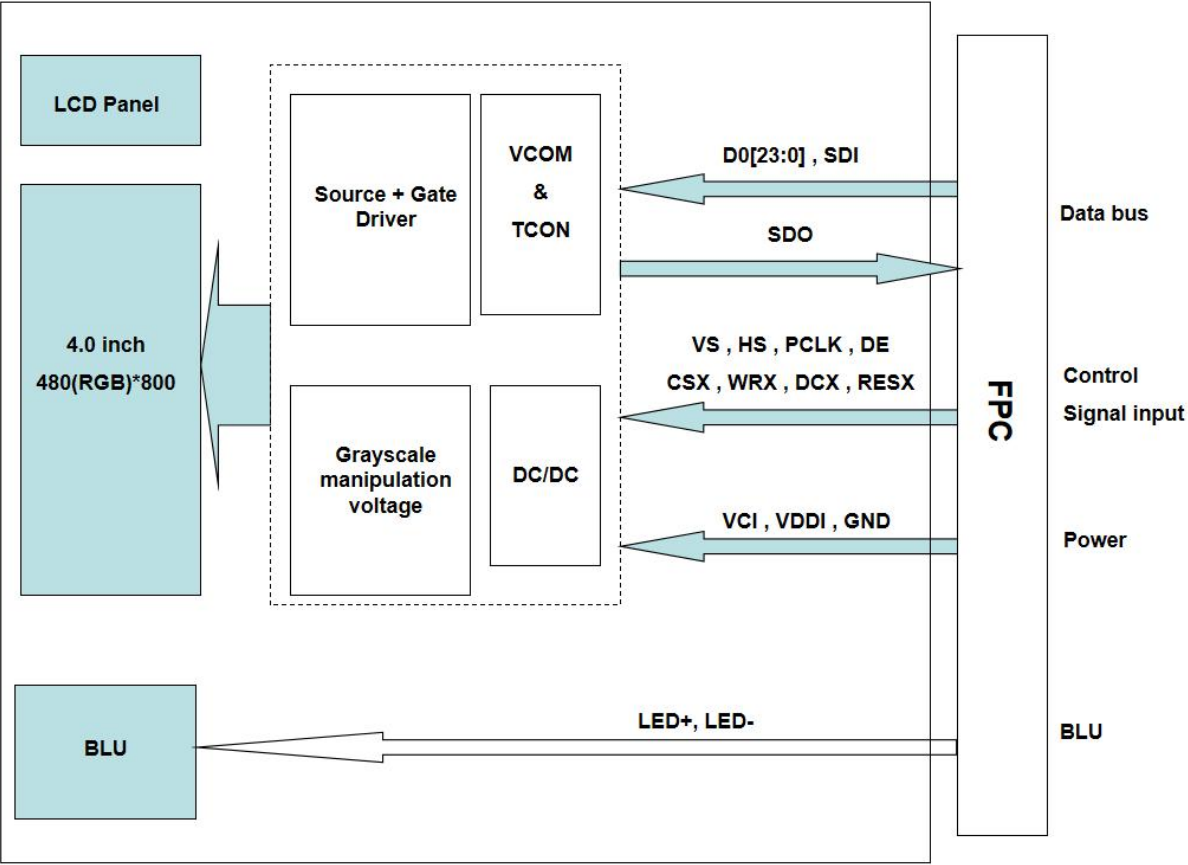 LCD Panel
4.0 inch
480(RGB)*800
Source + Gate
Driver
VCOM
&
TCON
Grayscale
manipulation
voltage
DC/DC
D0[23:0] , SDI
SDO
VS , HS , PCLK , DE
CSX , WRX , DCX , RESX
VCI , VDDI , GND
BLU
LED+, LED-
FPC
Data bus
Control
Signal input
Power
BLU